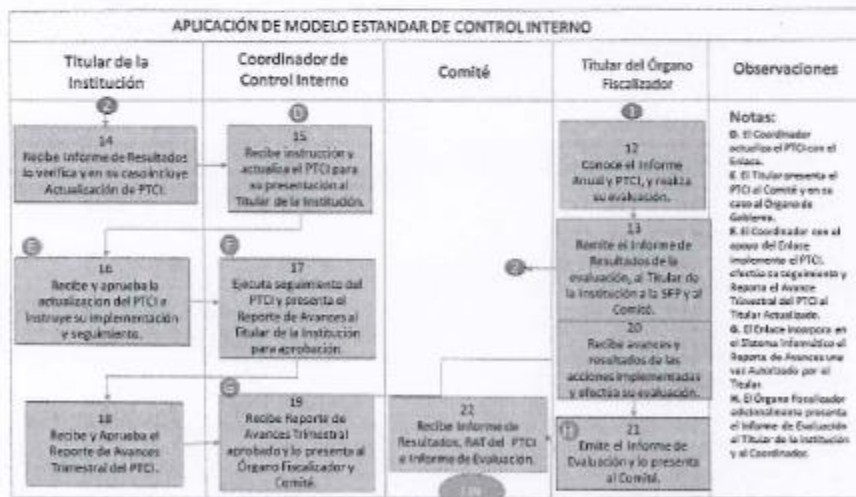 APLICACIÓN DE MODELO ESTANDAR DE CONTROL INTERNO
Titular de la
Institución
Coordinador de
Control Interno
Comité
Titular del Órgano
Fiscalizador
Observaciones
2
14
Recibe Informe de Resultados
lo verifica y en su caso incluye
Actualización de PTCI.
D
15
Recibe instrucción y
actualiza el PTCI para
su presentación al
Titular de la Institución.
1
12
Conoce el Informe
Anual y PTCI, y realiza
su evaluación.
13
Remite el Informe de
Resultados de la
evaluación, al Titular de
la Institución a la SFP y al
Comité.
2
E
16
Recibe y aprueba la
actualización del PTCI e
instruye su implementación
y seguimiento.
F
17
Ejecuta seguimiento del
PTCI y presenta el
Reporte de Avances al
Titular de la Institución
para aprobación.
20
Recibe avances y
resultados de las
acciones implementadas
y efectúa su evaluación.
18
Recibe y Aprueba el
Reporte de Avances
Trimestral del PTCI.
G
19
Recibe Reporte de
Avances Trimestral
aprobado y lo presenta al
Órgano Fiscalizador y
Comité.
22
Recibe Informe de
Resultados, RAT del PTCI
e Informe de Evaluación.
H
21
Emite el Informe de
Evaluación y lo presenta
al Comité.
FIN
Notas:
D. El Coordinador
actualiza el PTCI con el
Enlace.
E. El Titular presenta el
PTCI al Comité y en su
caso al Órgano de
Gobierno.
F. El Coordinador con el
apoyo del Enlace
implementa el PTCI,
efectúa su seguimiento y
Reporta el Avance
Trimestral del PTCI al
Titular Actualizado.
G. El Enlace incorpora en
el Sistema Informático el
Reporte de Avances una
vez Autorizado por el
Titular.
H. El Órgano fiscalizador
adicionalmente presenta
el Informe de Evaluación
al Titular de la Institución
y al Coordinador.